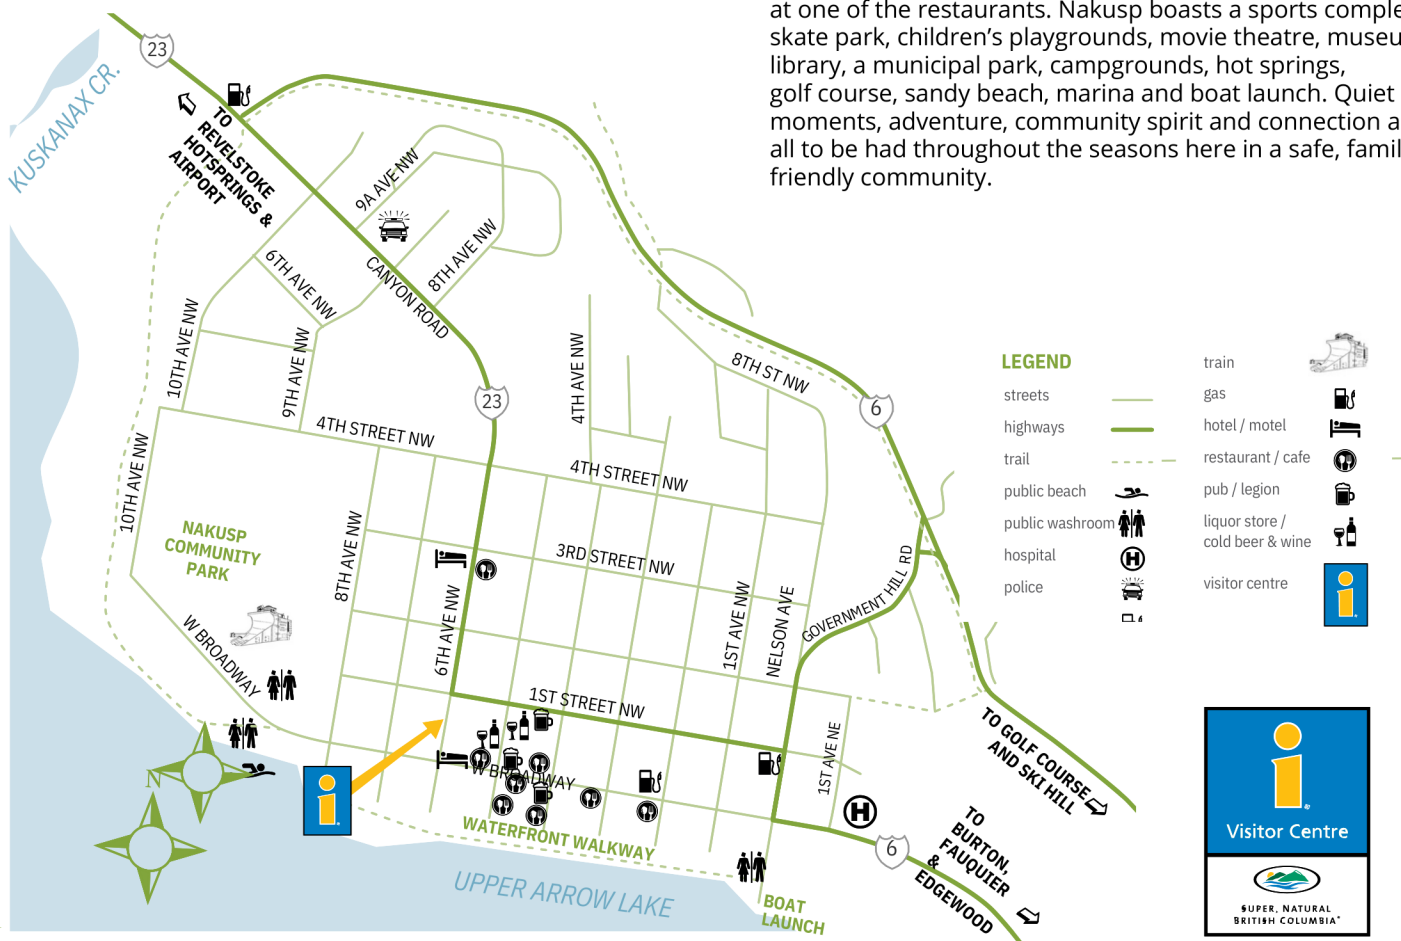 at one of the restaurants. Nakusp boasts a sports comple
skate park, children's playgrounds, movie theatre, museu
library, a municipal park, campgrounds, hot springs,
golf course, sandy beach, marina and boat launch. Quiet
moments, adventure, community spirit and connection a
all to be had throughout the seasons here in a safe, famil
friendly community.
23
KUSKANAX CR.
TO
REVELSTOKE
HOTSPRINGS &
AIRPORT
9A AVE NW
8TH AVE NW
6TH AVE NW
CANYON ROAD
10TH AVE NW
9TH AVE NW
4TH AVE NW
8TH ST NW
23
6
4TH STREET NW
4TH STREET NW
10TH AVE NW
NAKUSP
COMMUNITY
PARK
8TH AVE NW
3RD STREET NW
6TH AVE NW
1ST AVE NW
NELSON AVE
GOVERNMENT HILL RD
W BROADWAY
1ST STREET NW
W BROADWAY
1ST AVE NE
N
WATERFRONT WALKWAY
UPPER ARROW LAKE
BOAT
LAUNCH
H
6
TO GOLF COURSE
AND SKI HILL
TO
BURTON,
FAUQUIER
&
EDGEWOOD
i
LEGEND
streets
highways
trail
public beach
public washroom
hospital
H
police
train
gas
hotel / motel
restaurant / cafe
pub / legion
liquor store /
cold beer & wine
visitor centre
i
i
Visitor Centre
SUPER, NATURAL
BRITISH COLUMBIA